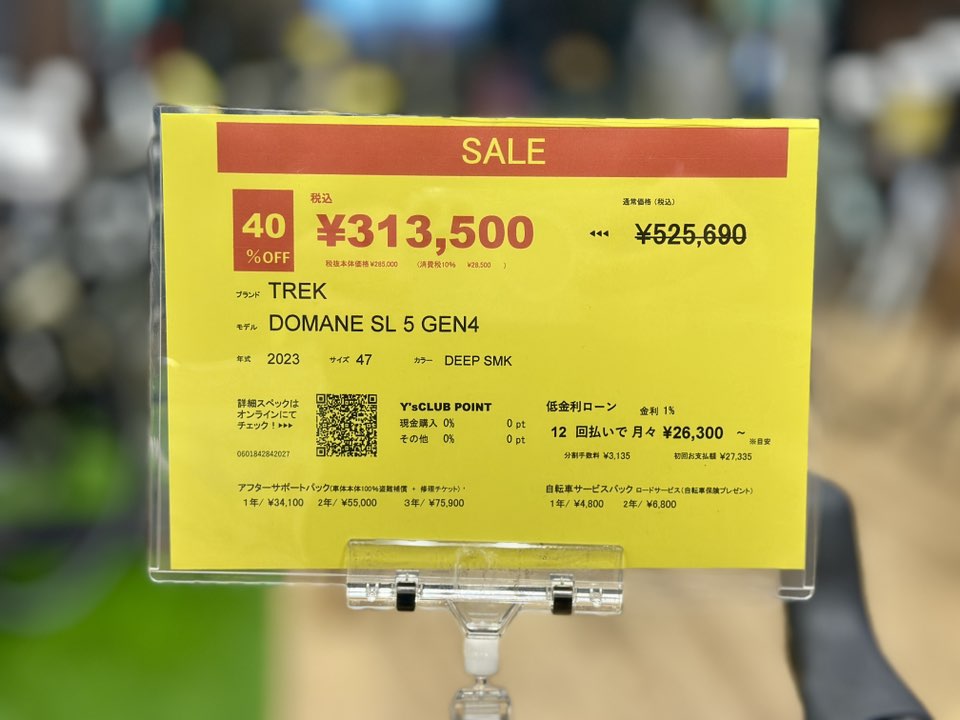 SALE
40 %OFF
税込
¥313,500 ◀◀◀ 通常価格(税込) ¥525,690
税抜本体価格¥285,000 (消費税10% ¥28,500 )
ブランド TREK
モデル DOMANE SL 5 GEN4
年式 2023 サイズ 47 カラー DEEP SMK
詳細スペックは
オンラインにて
チェック!▶▶▶
0601842842027
Y'sCLUB POINT
現金購入 0% 0 pt
その他 0% 0 pt
低金利ローン 金利 1%
12 回払いで 月々 ¥26,300 ~ ※目安
分割手数料 ¥3,135 初回お支払額 ¥27,335
アフターサポートパック(車体本体100%盗難補償 + 修理チケット)
1年/ ¥34,100 2年/ ¥55,000 3年/ ¥75,900
自転車サービスパック ロードサービス(自転車保険プレゼント)
1年/ ¥4,800 2年/ ¥6,800